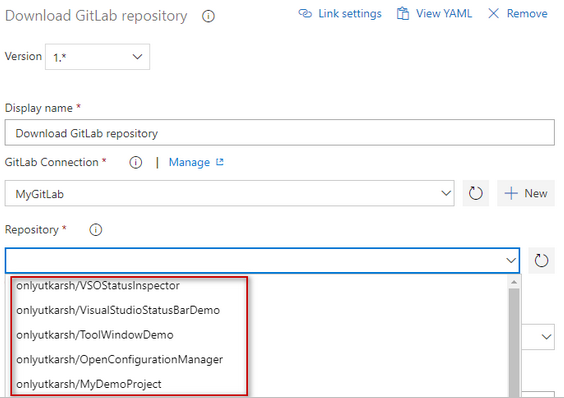 Download GitLab repository
Link settings View YAML Remove
Version 1.*
Display name *
Download GitLab repository
GitLab Connection * | Manage
MyGitLab New
Repository *
onlyutkarsh/VSOStatusInspector
onlyutkarsh/VisualStudioStatusBarDemo
onlyutkarsh/ToolWindowDemo
onlyutkarsh/OpenConfigurationManager
onlyutkarsh/MyDemoProject